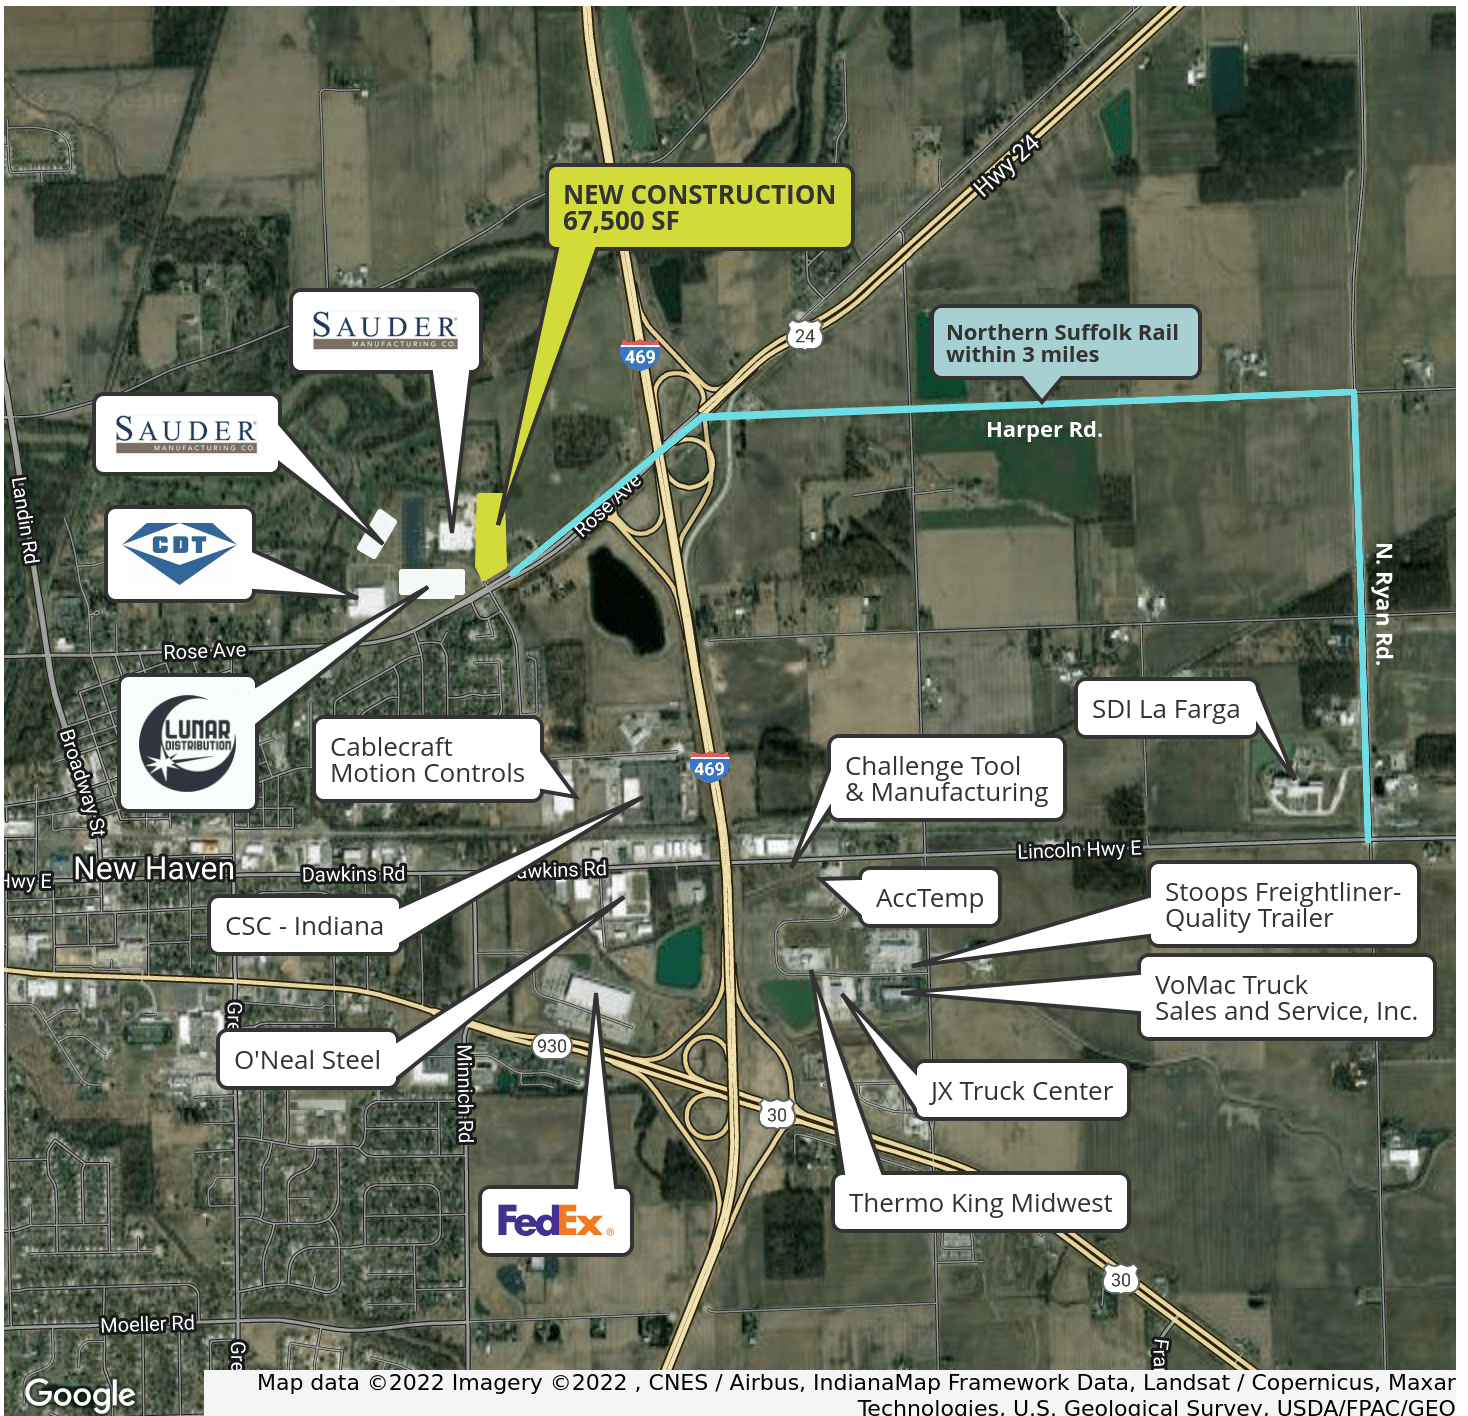 Hwy 24
NEW CONSTRUCTION
67,500 SF
SAUDER
MANUFACTURING CO.
24
Northern Suffolk Rail
within 3 miles
469
SAUDER
MANUFACTURING CO.
Harper Rd.
Landin Rd
Rose Ave
CDT
N. Ryan Rd.
Rose Ave
SDI La Farga
LUNAR
DISTRIBUTION
Cablecraft
Motion Controls
Broadway St
469
Challenge Tool
& Manufacturing
Lincoln Hwy E
New Haven
Dawkins Rd
awkins Rd
Hwy E
AccTemp
Stoops Freightliner-
Quality Trailer
CSC - Indiana
VoMac Truck
Sales and Service, Inc.
Gre
O'Neal Steel
930
Minnich Rd
JX Truck Center
30
Thermo King Midwest
FedEx®
30
Moeller Rd
Gre
Fra
Google
Map data ©2022 Imagery ©2022 , CNES / Airbus, IndianaMap Framework Data, Landsat / Copernicus, Maxar
Technologies, U.S. Geological Survey, USDA/FPAC/GEO